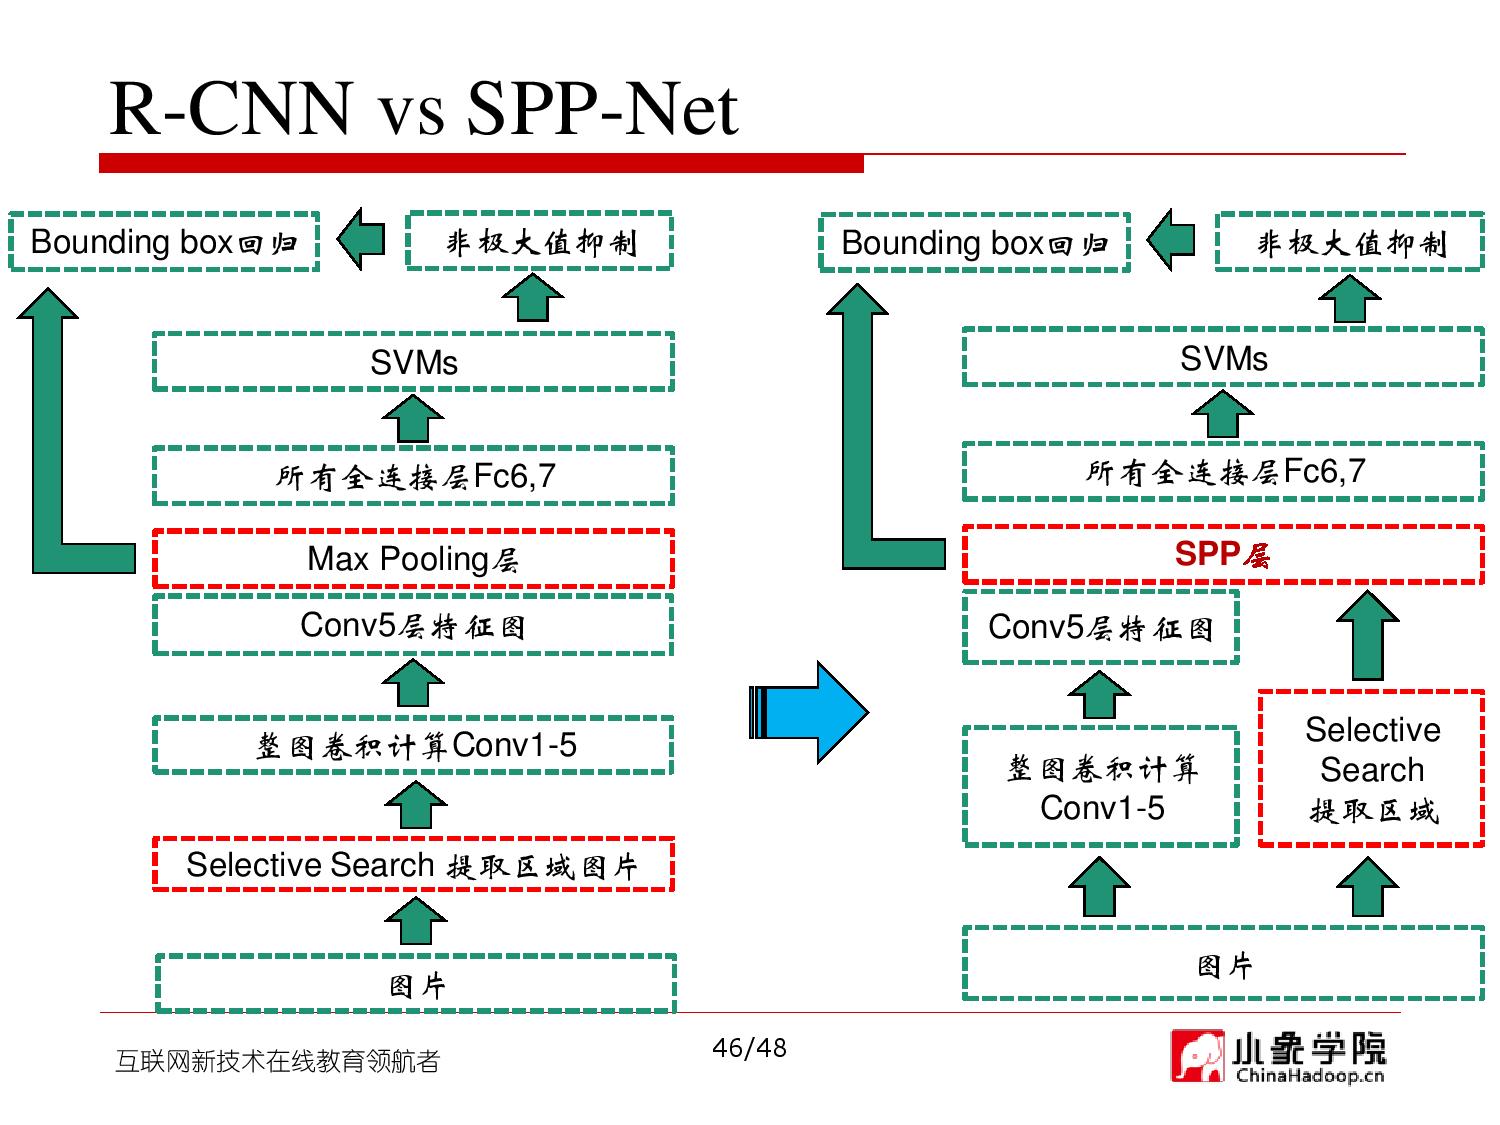 R-CNN vs SPP-Net
Bounding box回归
非极大值抑制
SVMs
所有全连接层Fc6,7
Max Pooling层
Conv5层特征图
整图卷积计算Conv1-5
Selective Search 提取区域图片
图片
Bounding box回归
非极大值抑制
SVMs
所有全连接层Fc6,7
SPP层
Conv5层特征图
整图卷积计算
Conv1-5
Selective
Search
提取区域
图片
互联网新技术在线教育领航者
46/48
小象学院
ChinaHadoop.cn